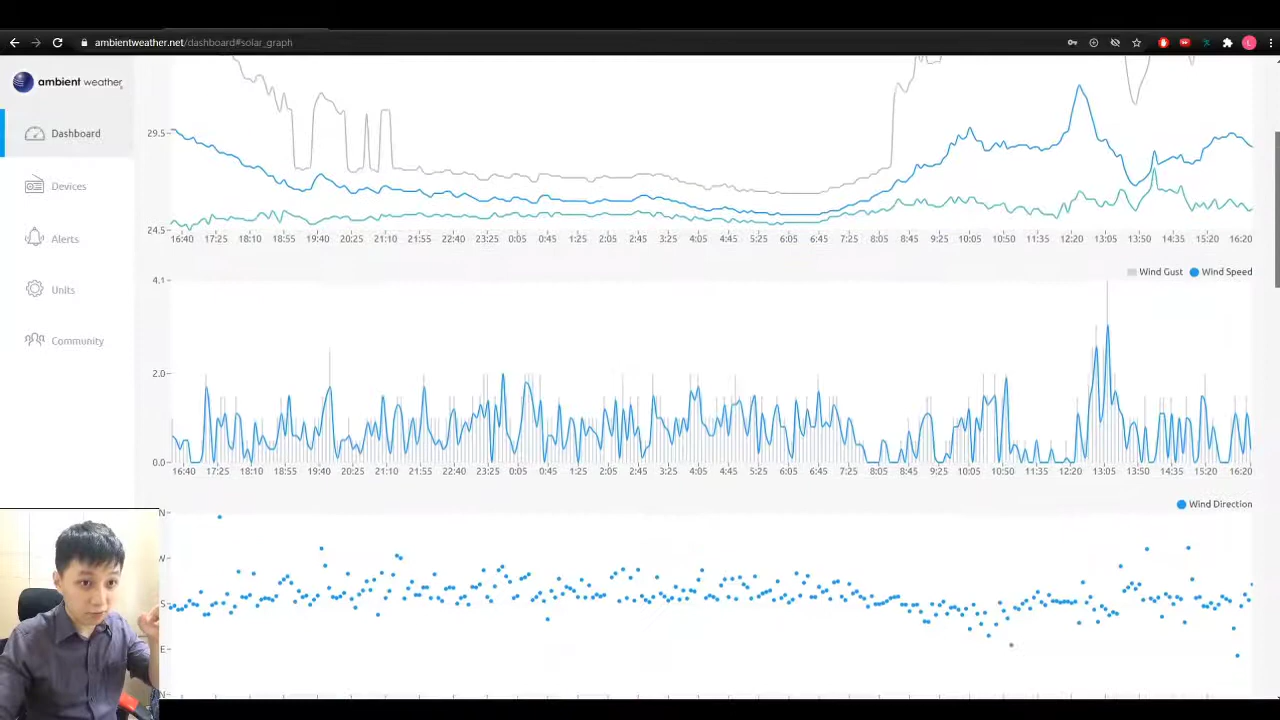 ambientweather.net/dashboard#solar_graph
L
ambient weather
Dashboard
Devices
Alerts
Units
Community
29.5
24.5
16:40 17:25 18:10 18:55 19:40 20:25 21:10 21:55 22:40 23:25 0:05 0:45 1:25 2:05 2:45 3:25 4:05 4:45 5:25 6:05 6:45 7:25 8:05 8:45 9:25 10:05 10:50 11:35 12:20 13:05 13:50 14:35 15:20 16:20
Wind Gust Wind Speed
4.1
2.0
0.0
16:40 17:25 18:10 18:55 19:40 20:25 21:10 21:55 22:40 23:25 0:05 0:45 1:25 2:05 2:45 3:25 4:05 4:45 5:25 6:05 6:45 7:25 8:05 8:45 9:25 10:05 10:50 11:35 12:20 13:05 13:50 14:35 15:20 16:20
Wind Direction
N
W
S
E
N